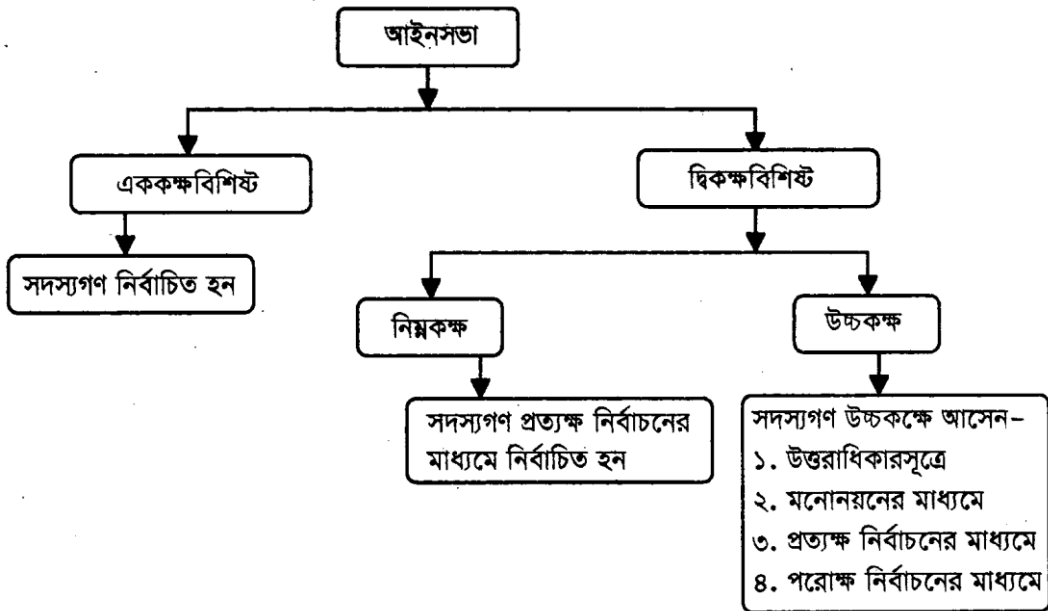 আইনসভা
এককক্ষবিশিষ্ট
দ্বিকক্ষবিশিষ্ট
সদস্যগণ নির্বাচিত হন
নিম্নকক্ষ
উচ্চকক্ষ
সদস্যগণ প্রত্যক্ষ নির্বাচনের
মাধ্যমে নির্বাচিত হন
সদস্যগণ উচ্চকক্ষে আসেন–
১. উত্তরাধিকারসূত্রে
২. মনোনয়নের মাধ্যমে
৩. প্রত্যক্ষ নির্বাচনের মাধ্যমে
৪. পরোক্ষ নির্বাচনের মাধ্যমে